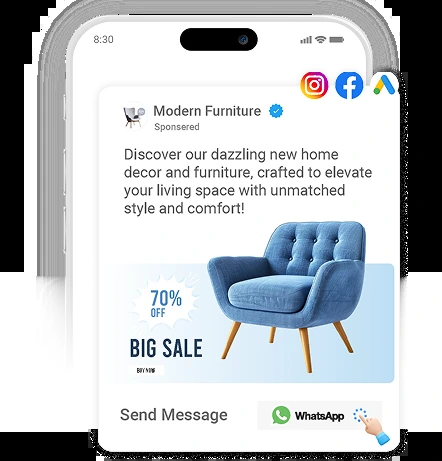 8:30
Modern Furniture
Sponsered
Discover our dazzling new home
decor and furniture, crafted to elevate
your living space with unmatched
style and comfort!
70%
OFF
BIG SALE
BUY NOW
Send Message
WhatsApp